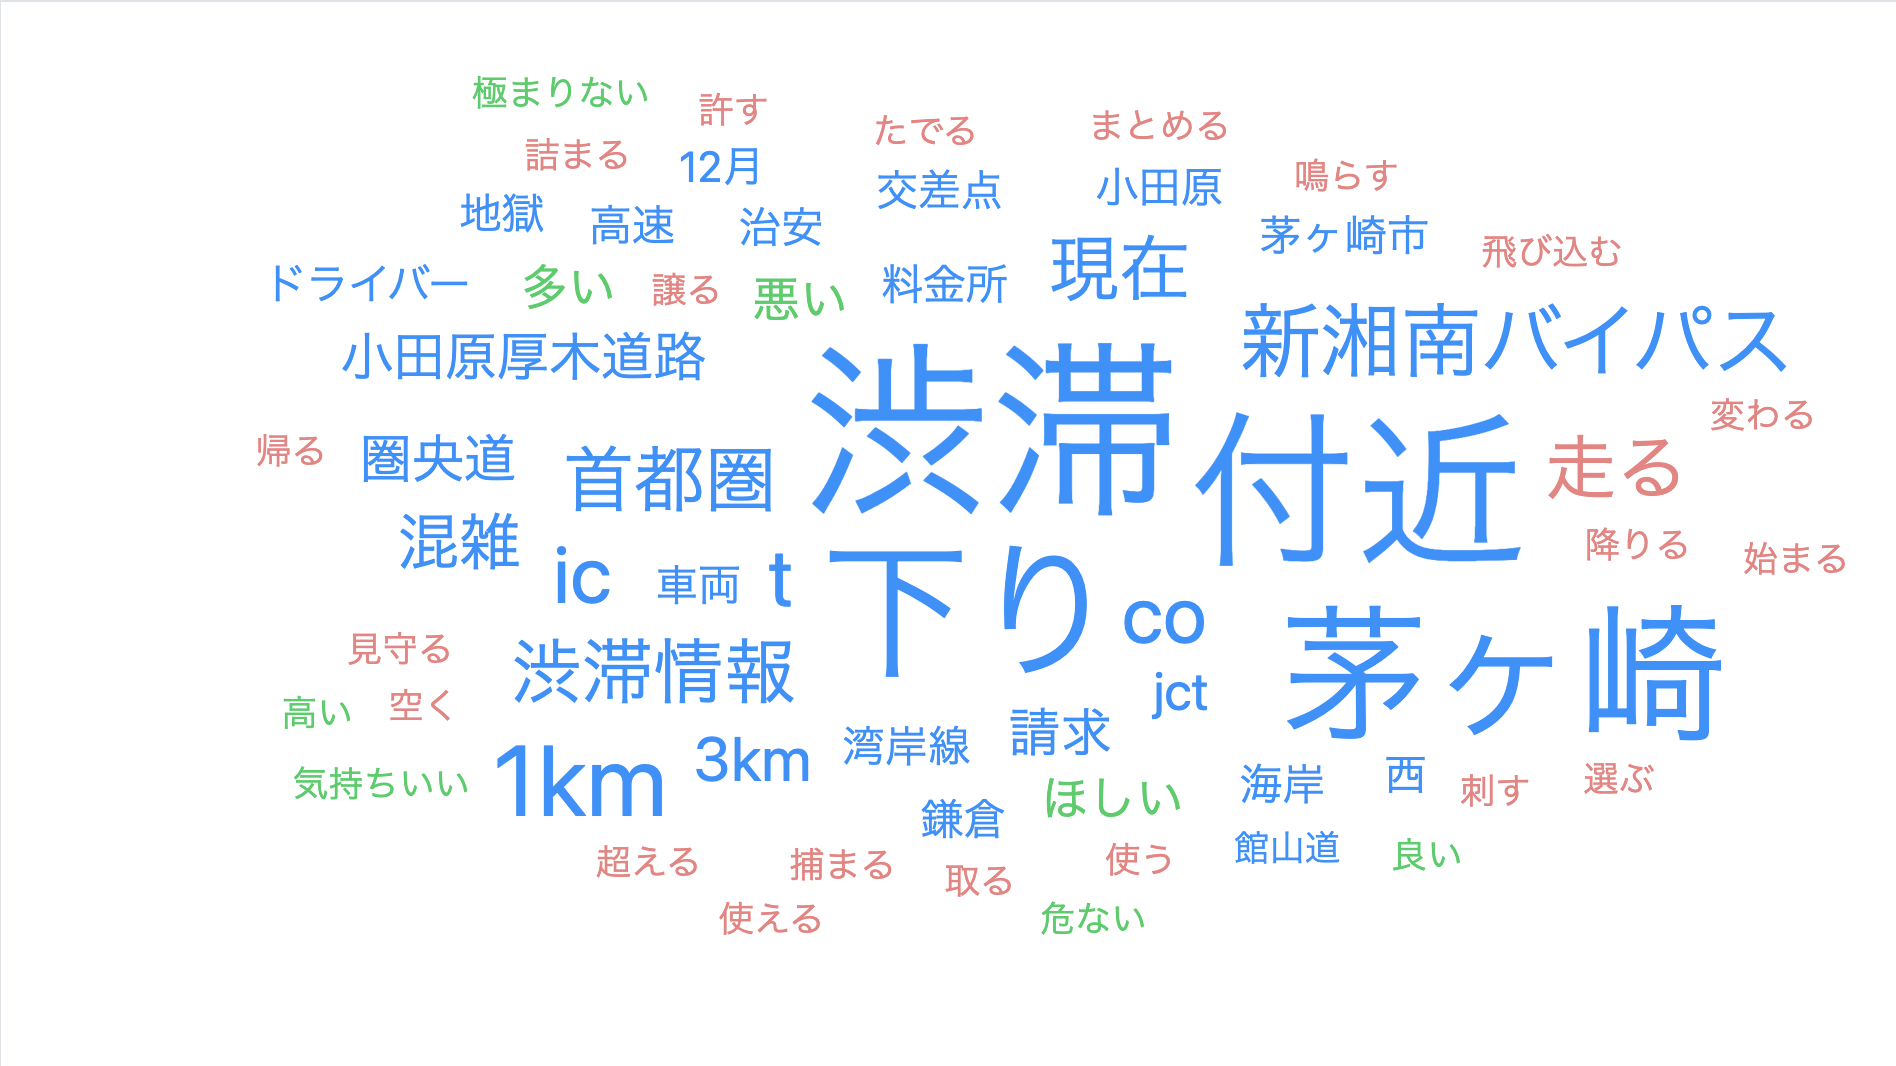 極まりない
許す
たでる
まとめる
詰まる
12月
交差点
小田原
鳴らす
地獄
高速
治安
茅ヶ崎市
飛び込む
ドライバー
多い
譲る
悪い
料金所
現在
小田原厚木道路
渋滞
新湘南バイパス
帰る
圏央道
首都圏
付近
走る
変わる
混雑
ic
車両
t
下り
co
降りる
始まる
見守る
渋滞情報
jct
茅ヶ崎
高い
空く
湾岸線
請求
気持ちいい
1km
3km
鎌倉
ほしい
海岸
西
刺す
選ぶ
超える
捕まる
取る
使う
館山道
良い
使える
危ない